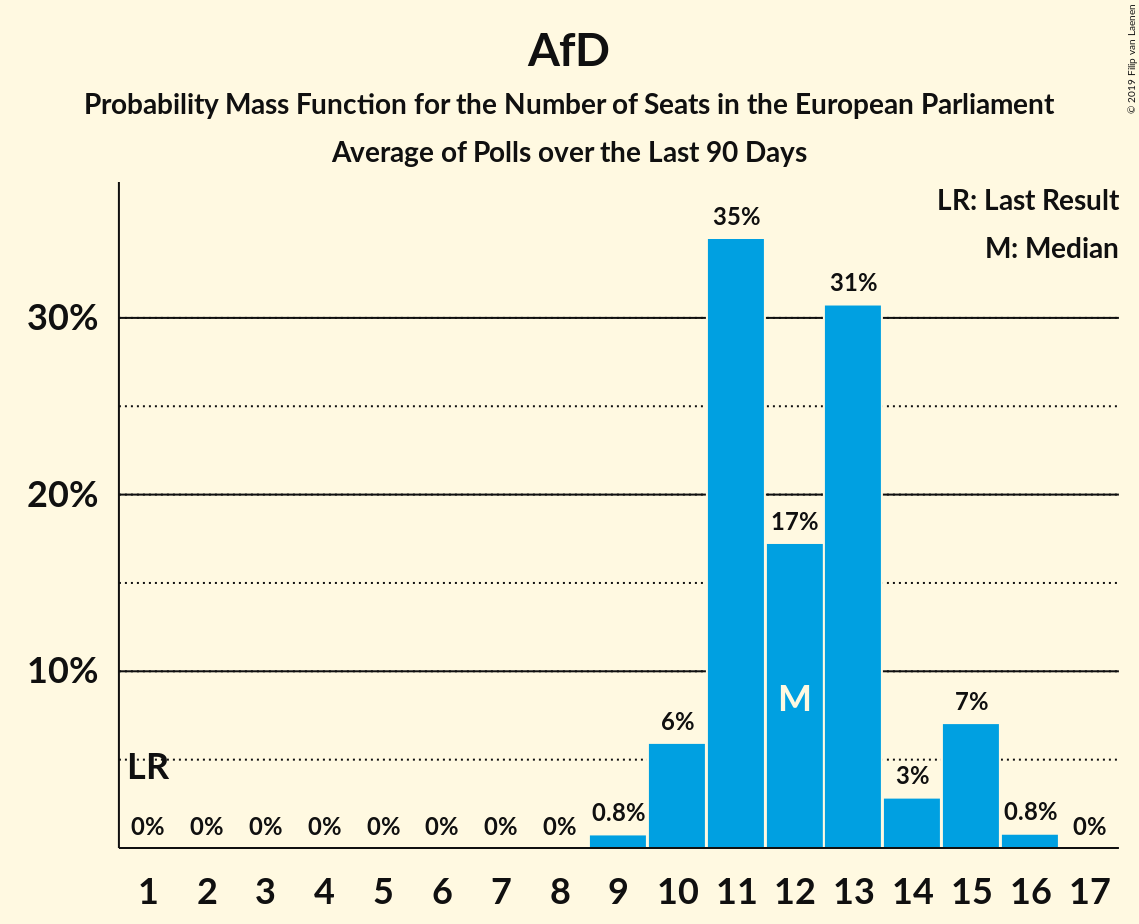 AfD
Probability Mass Function for the Number of Seats in the European Parliament
Average of Polls over the Last 90 Days
© 2019 Filip van Laenen
LR: Last Result
M: Median
35%
31%
30%
20%
17%
10%
M
7%
6%
LR
3%
0% 0% 0% 0% 0% 0% 0% 0% 0.8% 0.8% 0%
1 2 3 4 5 6 7 8 9 10 11 12 13 14 15 16 17